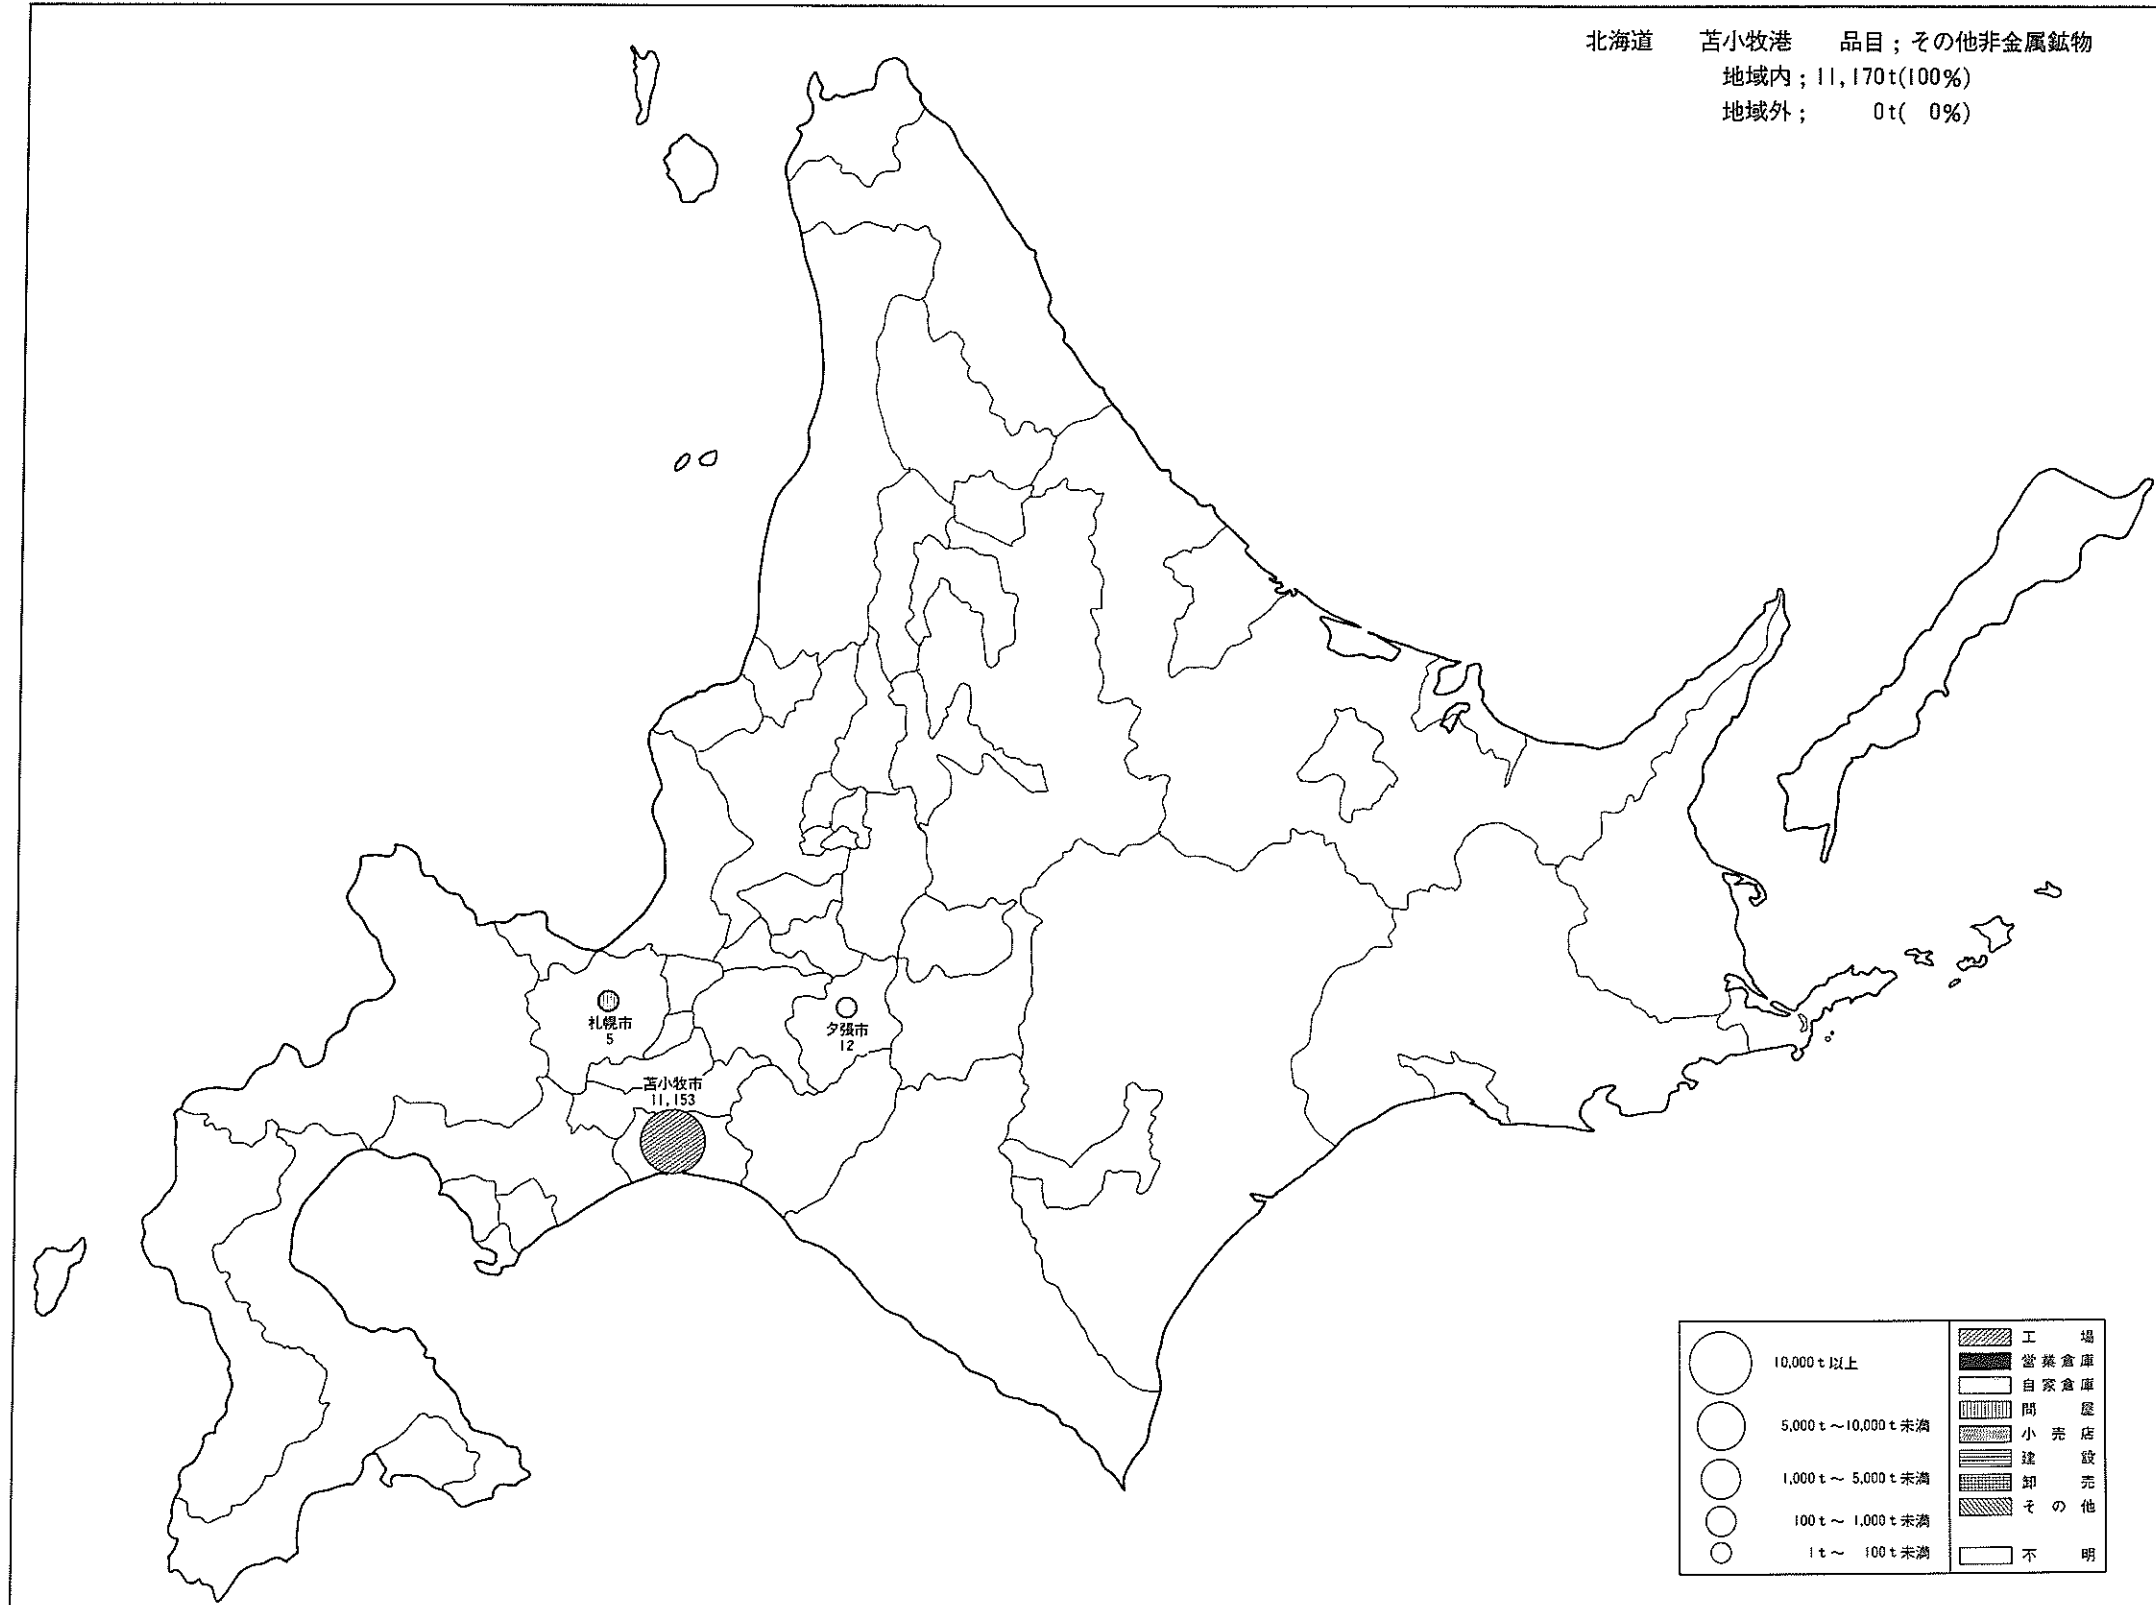 北海道 苫小牧港 品目；その他非金属鉱物
地域内；11,170t(100%)
地域外； 0t( 0%)
札幌市
5
夕張市
12
苫小牧市
11,153
10,000t以上
5,000t～10,000t未満
1,000t～5,000t未満
100t～1,000t未満
1t～100t未満
工場
営業倉庫
自家倉庫
問屋
小売店
建設
卸売
その他
不明